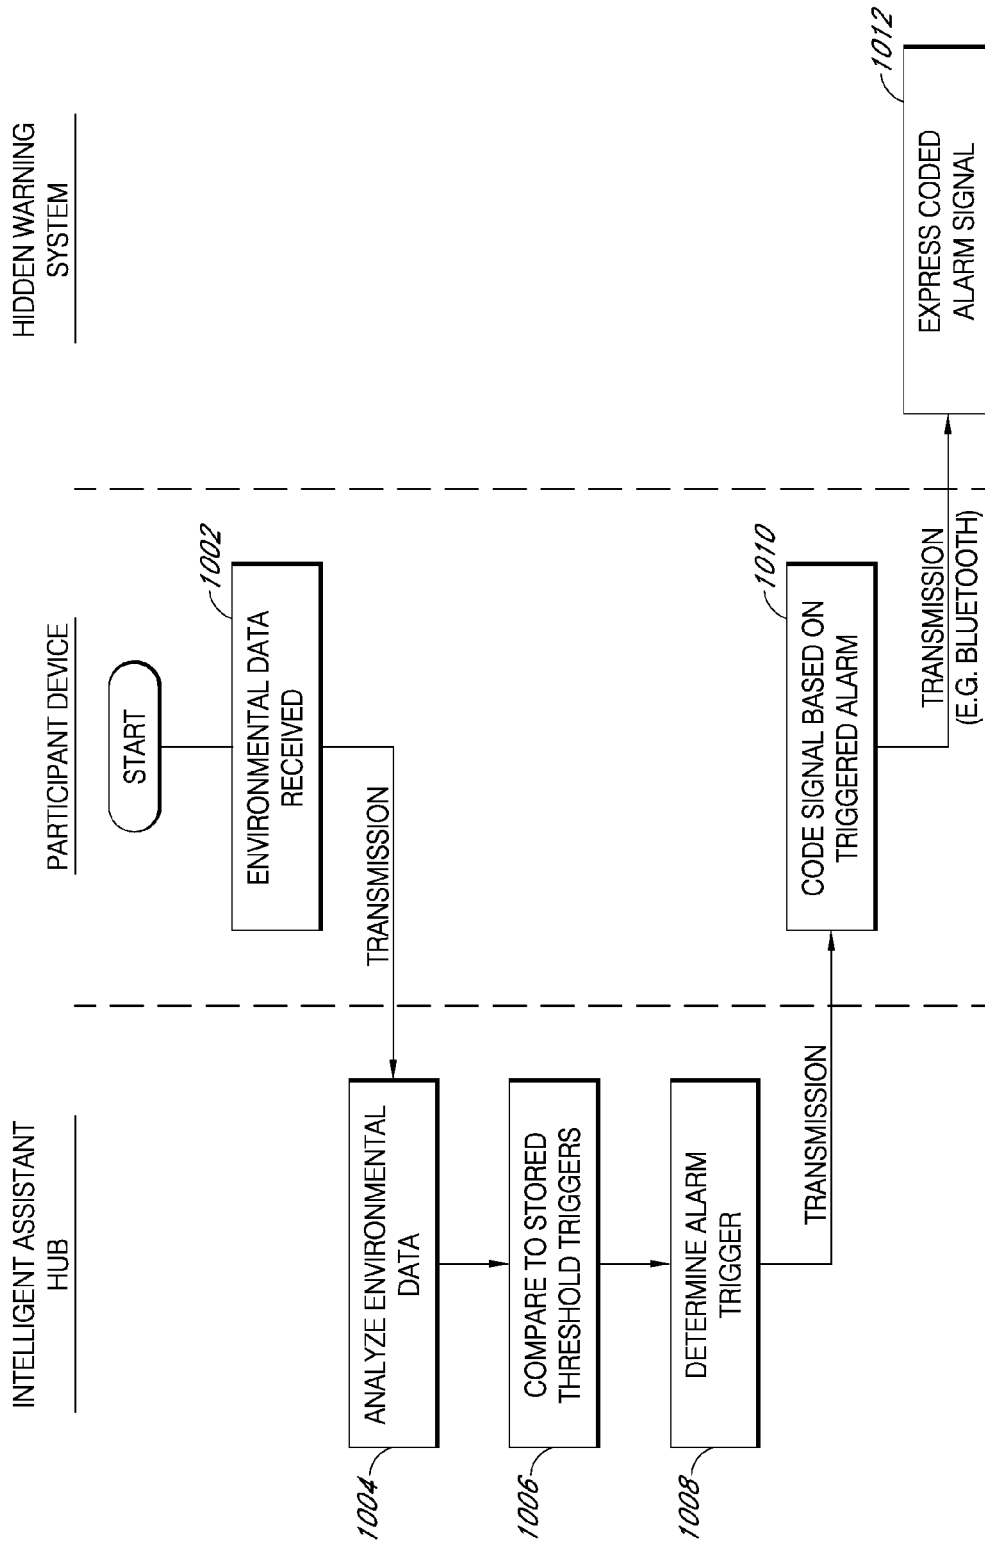 INTELLIGENT ASSISTANT
HUB
PARTICIPANT DEVICE
HIDDEN WARNING
SYSTEM
START
1002
ENVIRONMENTAL DATA
RECEIVED
TRANSMISSION
1004
ANALYZE ENVIRONMENTAL
DATA
1006
COMPARE TO STORED
THRESHOLD TRIGGERS
1008
DETERMINE ALARM
TRIGGER
TRANSMISSION
1010
CODE SIGNAL BASED ON
TRIGGERED ALARM
TRANSMISSION
(E.G. BLUETOOTH)
1012
EXPRESS CODED
ALARM SIGNAL